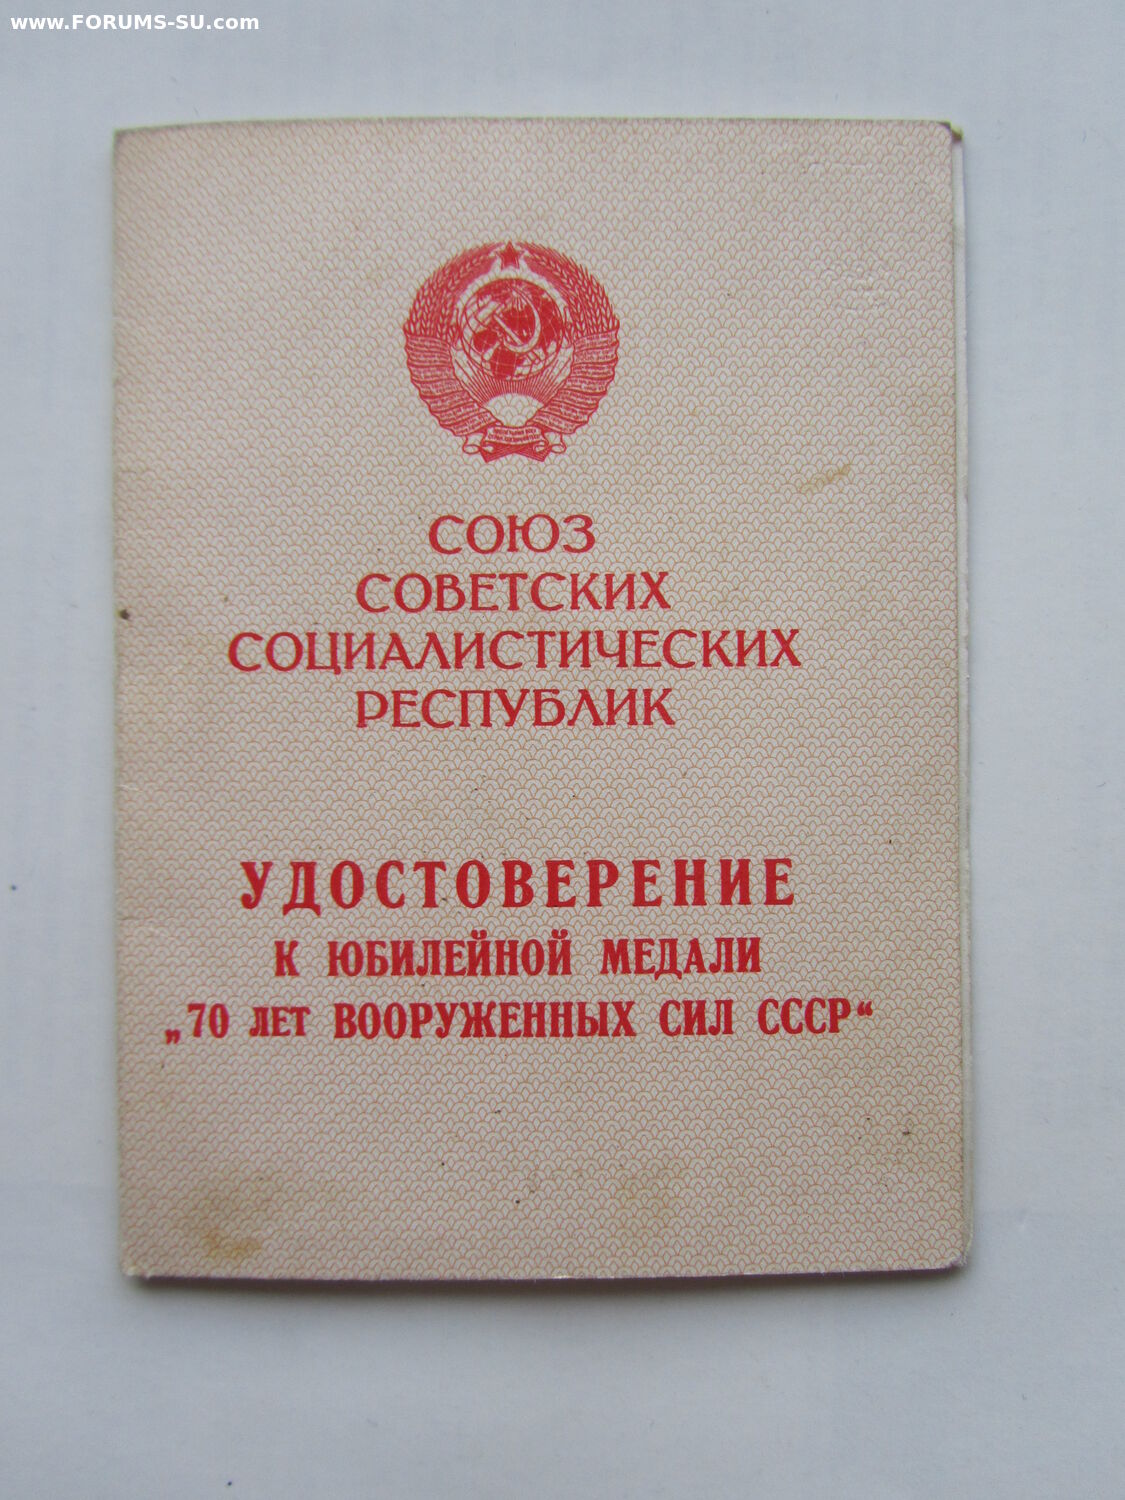 www.FORUMS-SU.com
СОЮЗ
СОВЕТСКИХ
СОЦИАЛИСТИЧЕСКИХ
РЕСПУБЛИК
УДОСТОВЕРЕНИЕ
К ЮБИЛЕЙНОЙ МЕДАЛИ
„70 ЛЕТ ВООРУЖЕННЫХ СИЛ СССР“